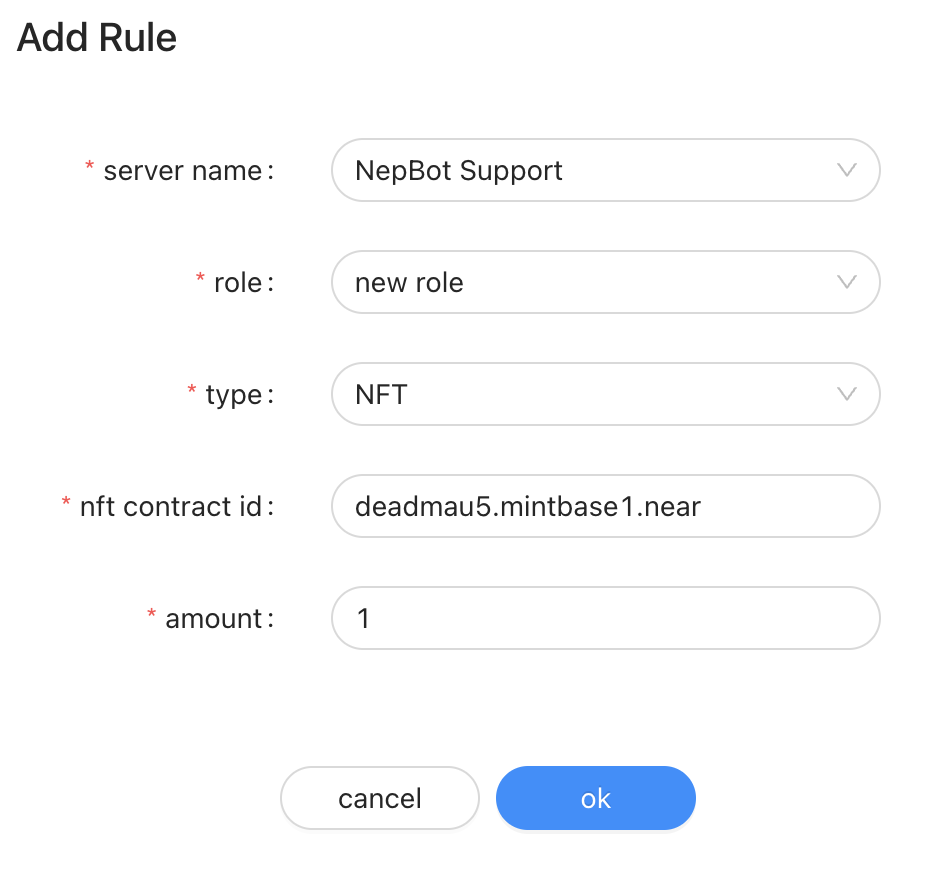 Add Rule
* server name: NepBot Support
* role: new role
* type: NFT
* nft contract id: deadmau5.mintbase1.near
* amount: 1
cancel ok